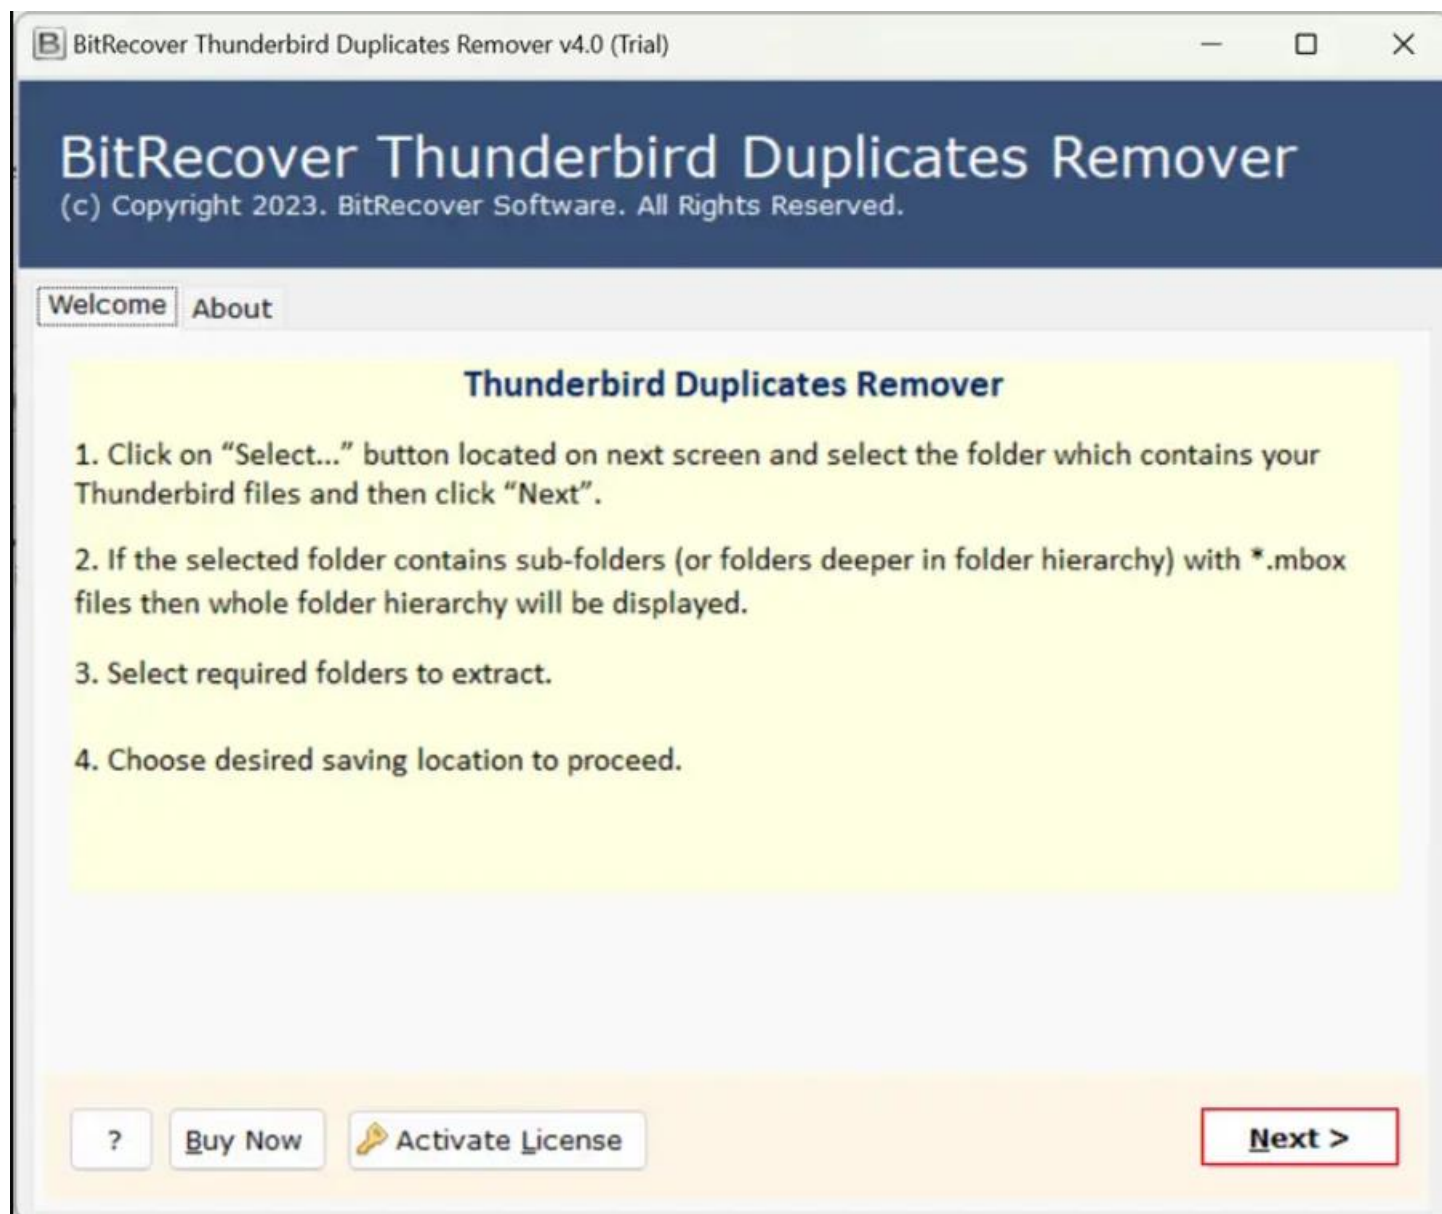 BitRecover Thunderbird Duplicates Remover v4.0 (Trial)
BitRecover Thunderbird Duplicates Remover
(c) Copyright 2023. BitRecover Software. All Rights Reserved.
Welcome
About
Thunderbird Duplicates Remover
1. Click on “Select...” button located on next screen and select the folder which contains your
Thunderbird files and then click “Next”.
2. If the selected folder contains sub-folders (or folders deeper in folder hierarchy) with *.mbox
files then whole folder hierarchy will be displayed.
3. Select required folders to extract.
4. Choose desired saving location to proceed.
?
Buy Now
Activate License
Next >